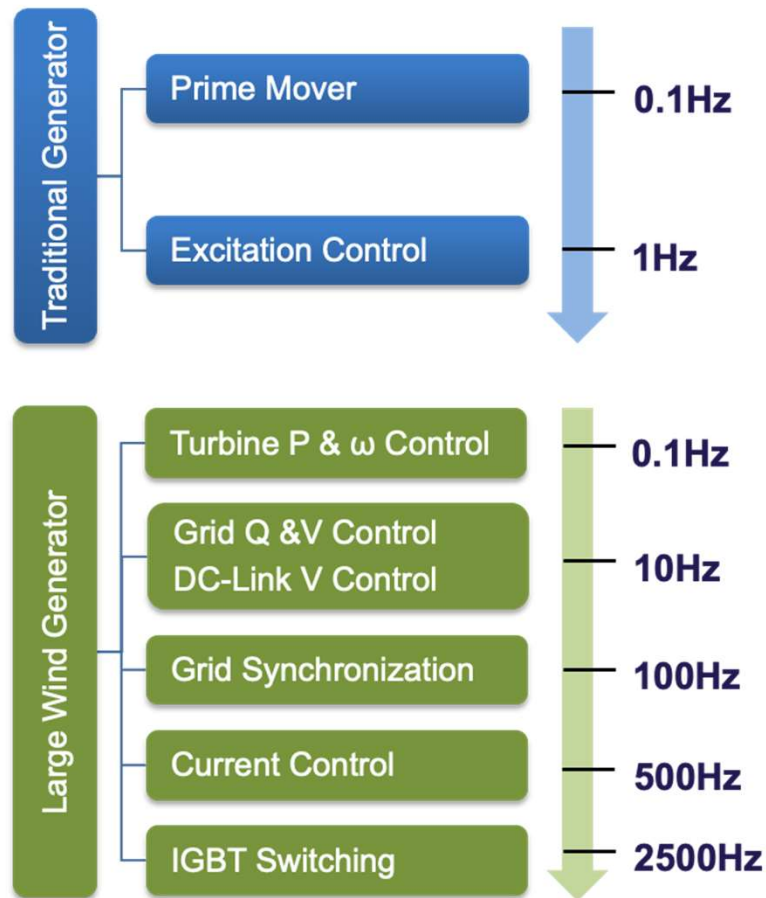 Traditional Generator
Prime Mover
0.1Hz
Excitation Control
1Hz
Large Wind Generator
Turbine P & ω Control
0.1Hz
Grid Q &V Control
DC-Link V Control
10Hz
Grid Synchronization
100Hz
Current Control
500Hz
IGBT Switching
2500Hz